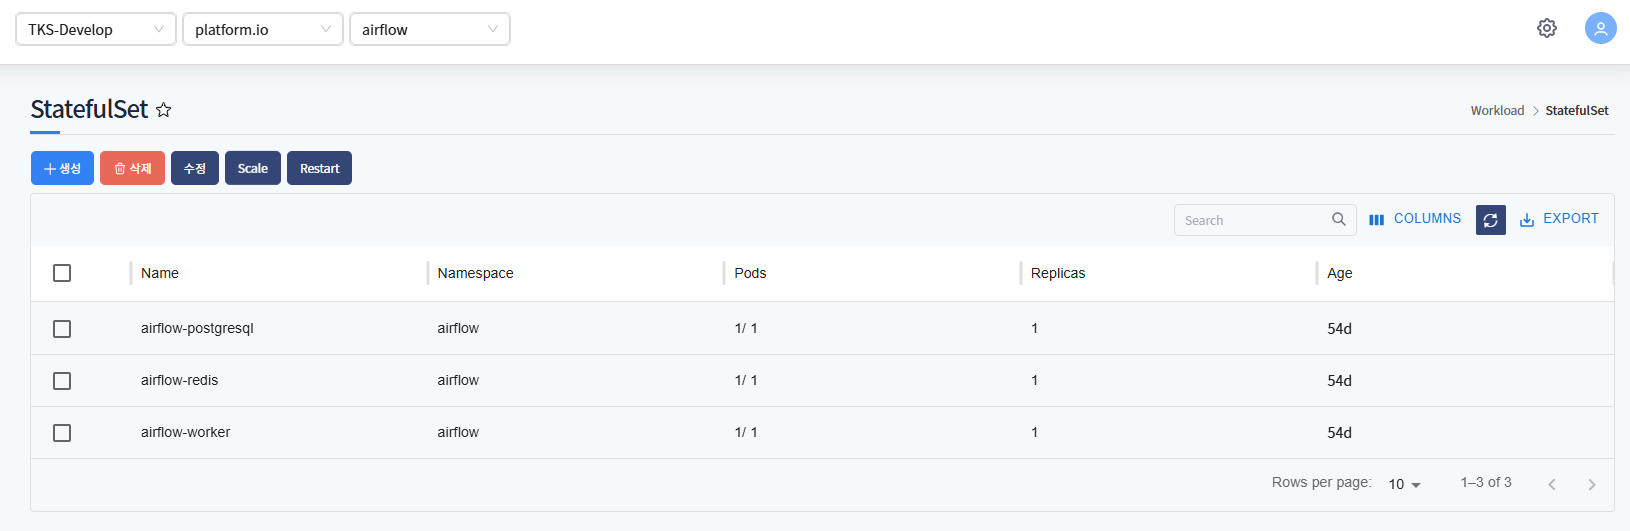 TKS-Develop platform.io airflow
StatefulSet
Workload > StatefulSet
생성 삭제 수정 Scale Restart
Search COLUMNS EXPORT
Name Namespace Pods Replicas Age
airflow-postgresql airflow 1/ 1 1 54d
airflow-redis airflow 1/ 1 1 54d
airflow-worker airflow 1/ 1 1 54d
Rows per page: 10 1–3 of 3